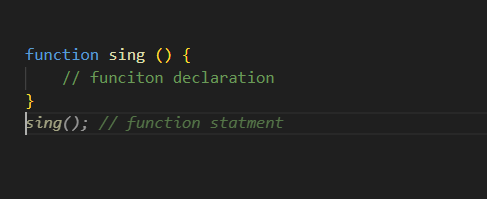 function sing () {
// funciton declaration
}
sing(); // function statment